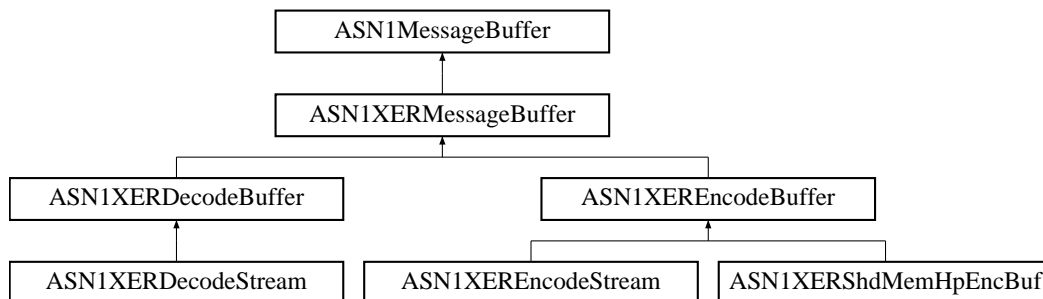 ASN1MessageBuffer
ASN1XERMessageBuffer
ASN1XERDecodeBuffer ASN1XEREncodeBuffer
ASN1XERDecodeStream ASN1XEREncodeStream ASN1XERShdMemHpEncBuf